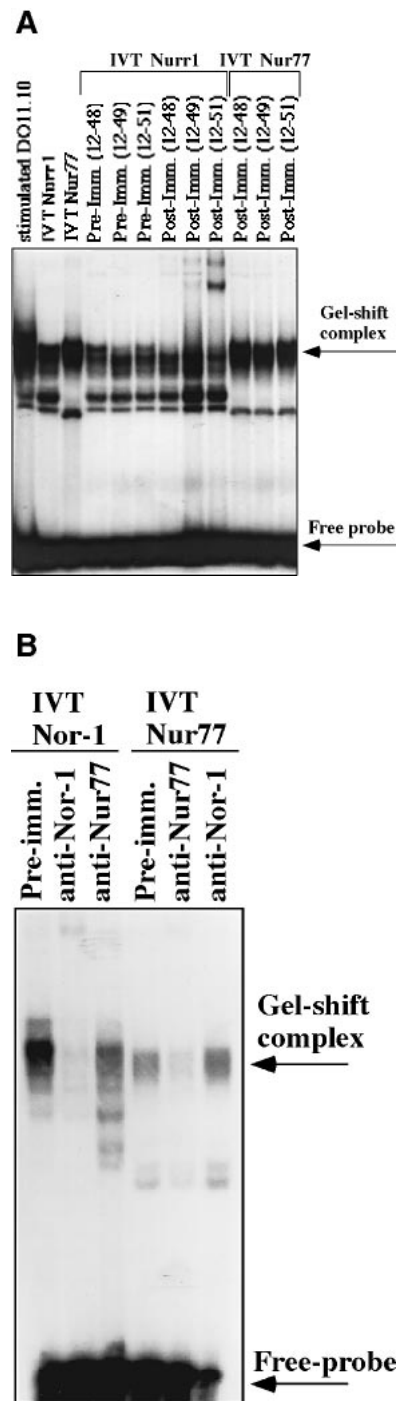 A
IVT Nurr1
IVT Nur77
stimulated DO11.10
IVT Nurr1
IVT Nur77
Pre-Imm. (12-48)
Pre-Imm. (12-49)
Pre-Imm. (12-51)
Post-Imm. (12-48)
Post-Imm. (12-49)
Post-Imm. (12-51)
Post-Imm. (12-48)
Post-Imm. (12-49)
Post-Imm. (12-51)
Gel-shift
complex
Free probe
B
IVT
Nor-1
IVT
Nur77
Pre-imm.
anti-Nor-1
anti-Nur77
Pre-imm.
anti-Nur77
anti-Nor-1
Gel-shift
complex
Free-probe